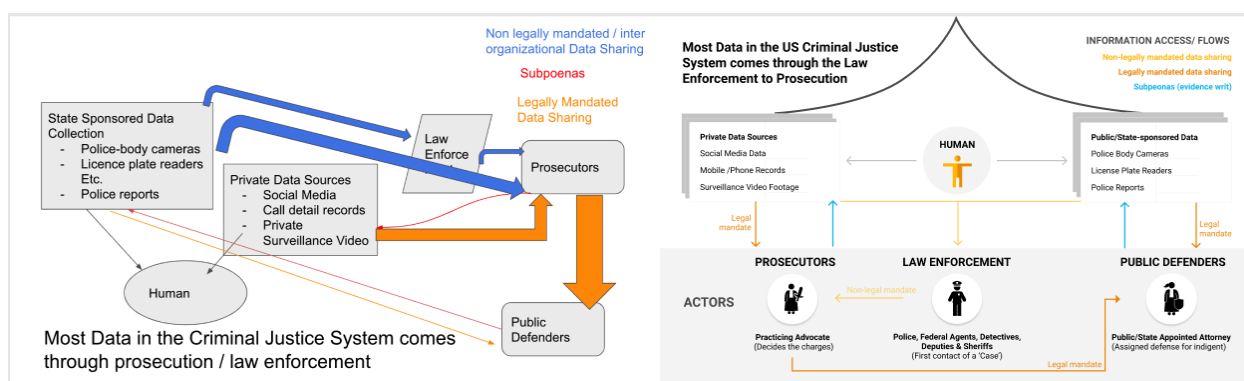 Non legally mandated / inter
organizational Data Sharing
Subpoenas
Legally Mandated
Data Sharing
State Sponsored Data
Collection
- Police-body cameras
- Licence plate readers
Etc.
- Police reports
Law
Enforce
Prosecutors
Private Data Sources
- Social Media
- Call detail records
- Private
Surveillance Video
Human
Public
Defenders
Most Data in the Criminal Justice System comes
through prosecution / law enforcement
Most Data in the US Criminal Justice
System comes through the Law
Enforcement to Prosecution
INFORMATION ACCESS/ FLOWS
Non-legally mandated data sharing
Legally mandated data sharing
Subpeonas (evidence writ)
Private Data Sources
Social Media Data
Mobile /Phone Records
Surveillance Video Footage
HUMAN
Public/State-sponsored Data
Police Body Cameras
License Plate Readers
Police Reports
Legal
mandate
Legal
mandate
PROSECUTORS
LAW ENFORCEMENT
PUBLIC DEFENDERS
ACTORS
Non-legal mandate
Practicing Advocate
(Decides the charges)
Police, Federal Agents, Detectives,
Deputies & Sheriffs
(First contact of a 'Case')
Public/State Appointed Attorney
(Assigned defense for indigent)
Legal mandate